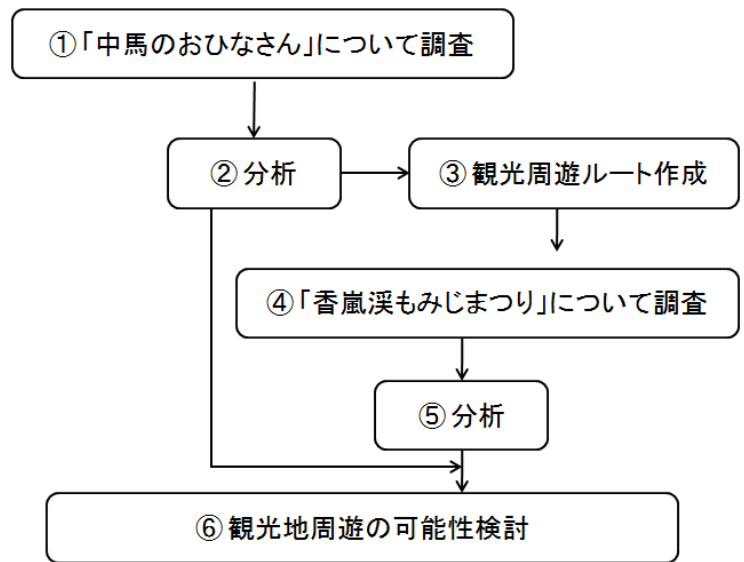 ①「中馬のおひなさん」について調査
②分析
③観光周遊ルート作成
④「香嵐渓もみじまつり」について調査
⑤分析
⑥観光地周遊の可能性検討